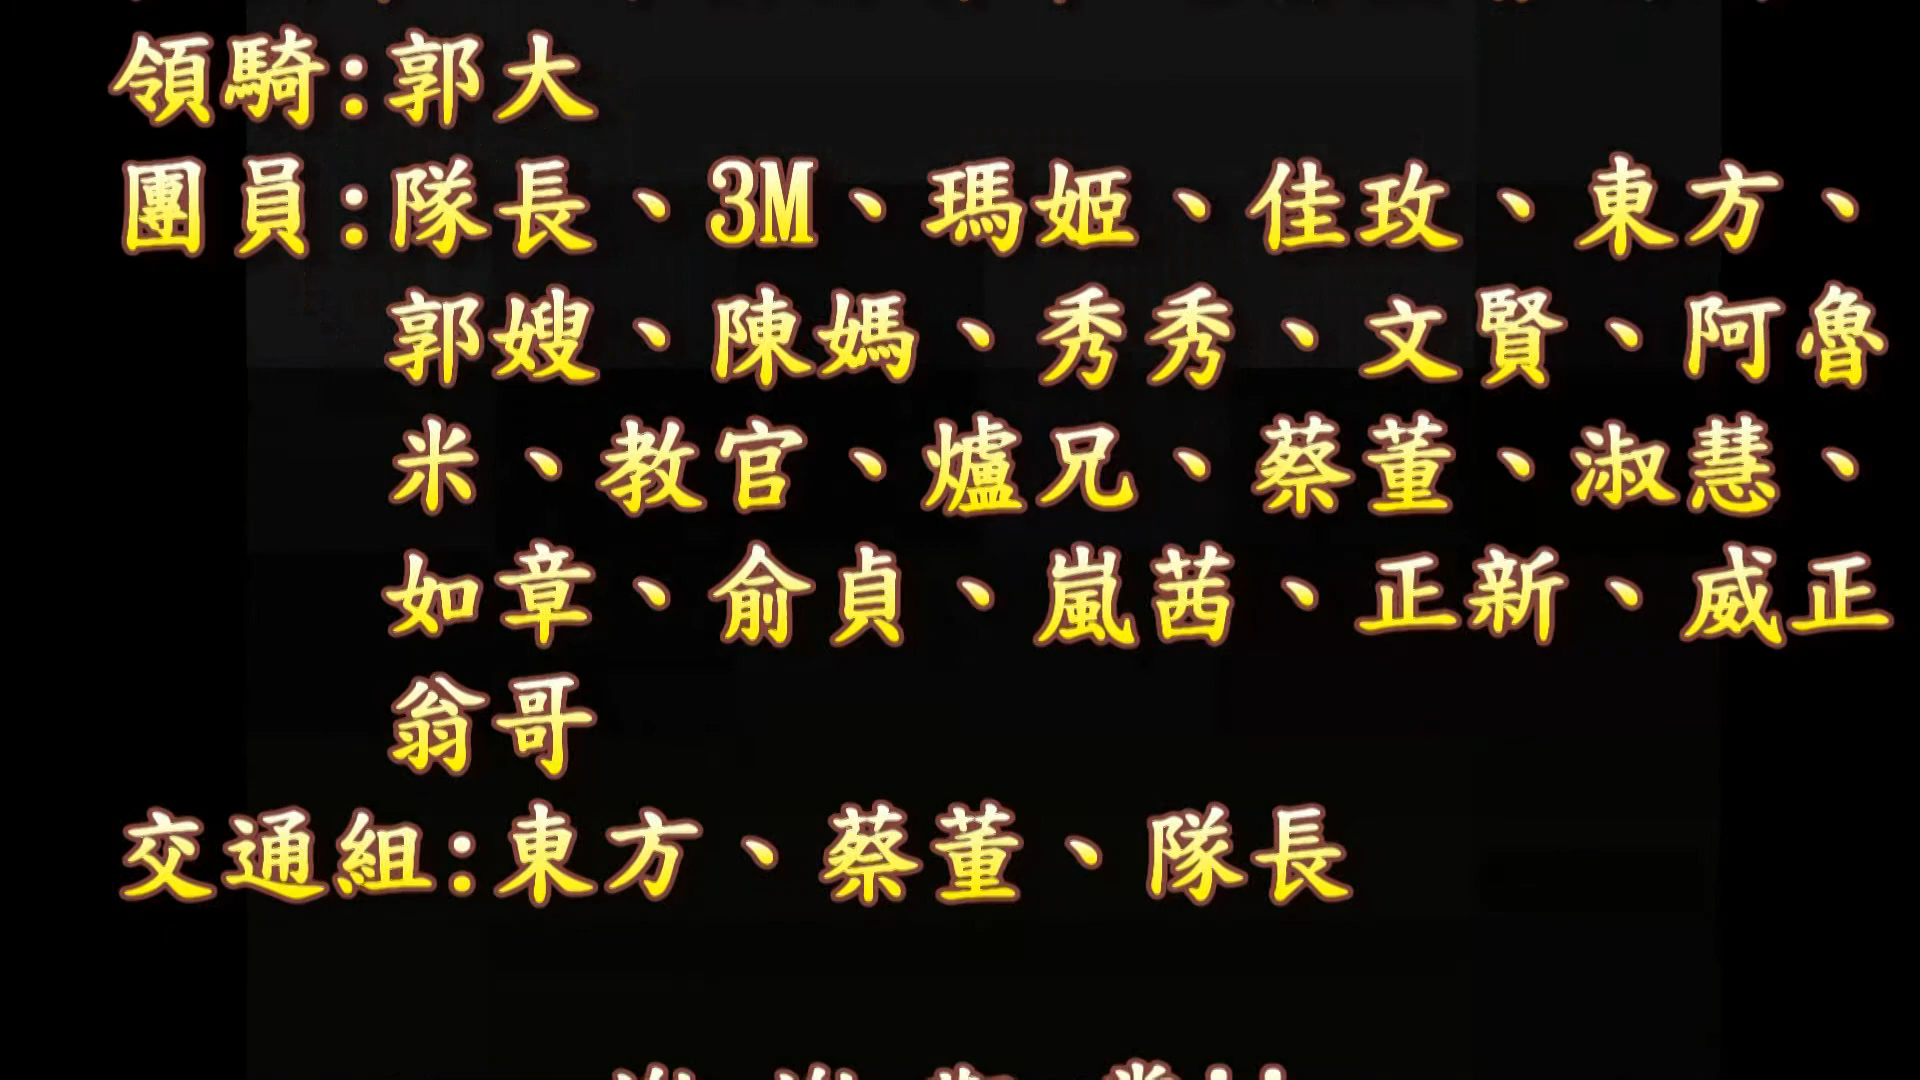 領騎:郭大
團員:隊長、3M、瑪姬、佳玫、東方、
郭嫂、陳媽、秀秀、文賢、阿魯
米、教官、爐兄、蔡董、淑慧、
如章、俞貞、嵐茜、正新、威正
翁哥
交通組:東方、蔡董、隊長